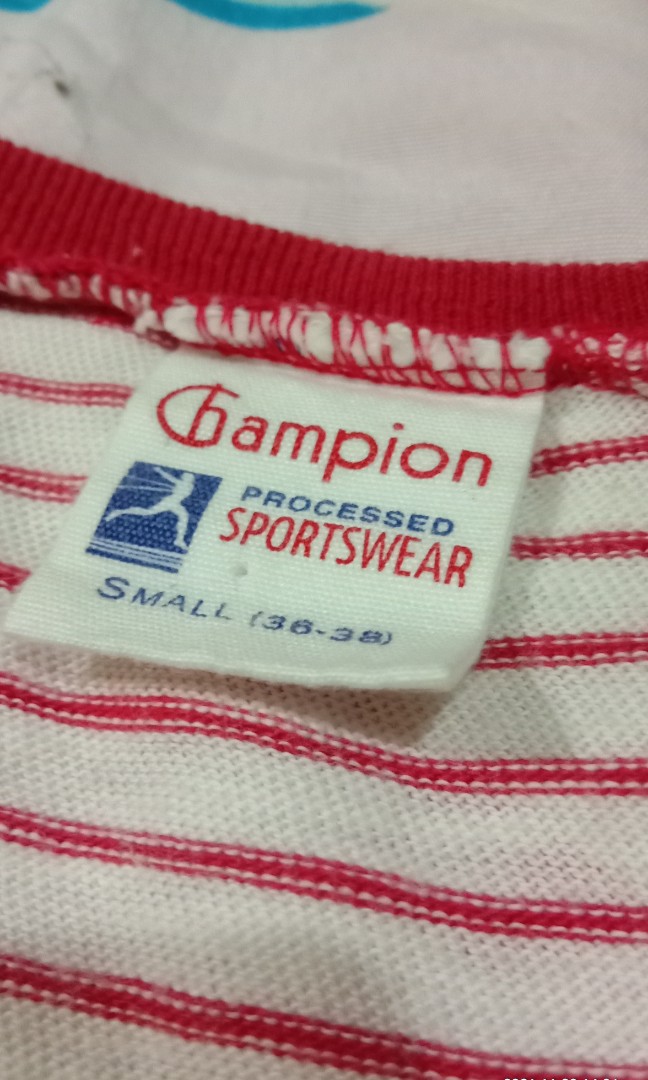 Champion
PROCESSED
SPORTSWEAR
SMALL (36-38)